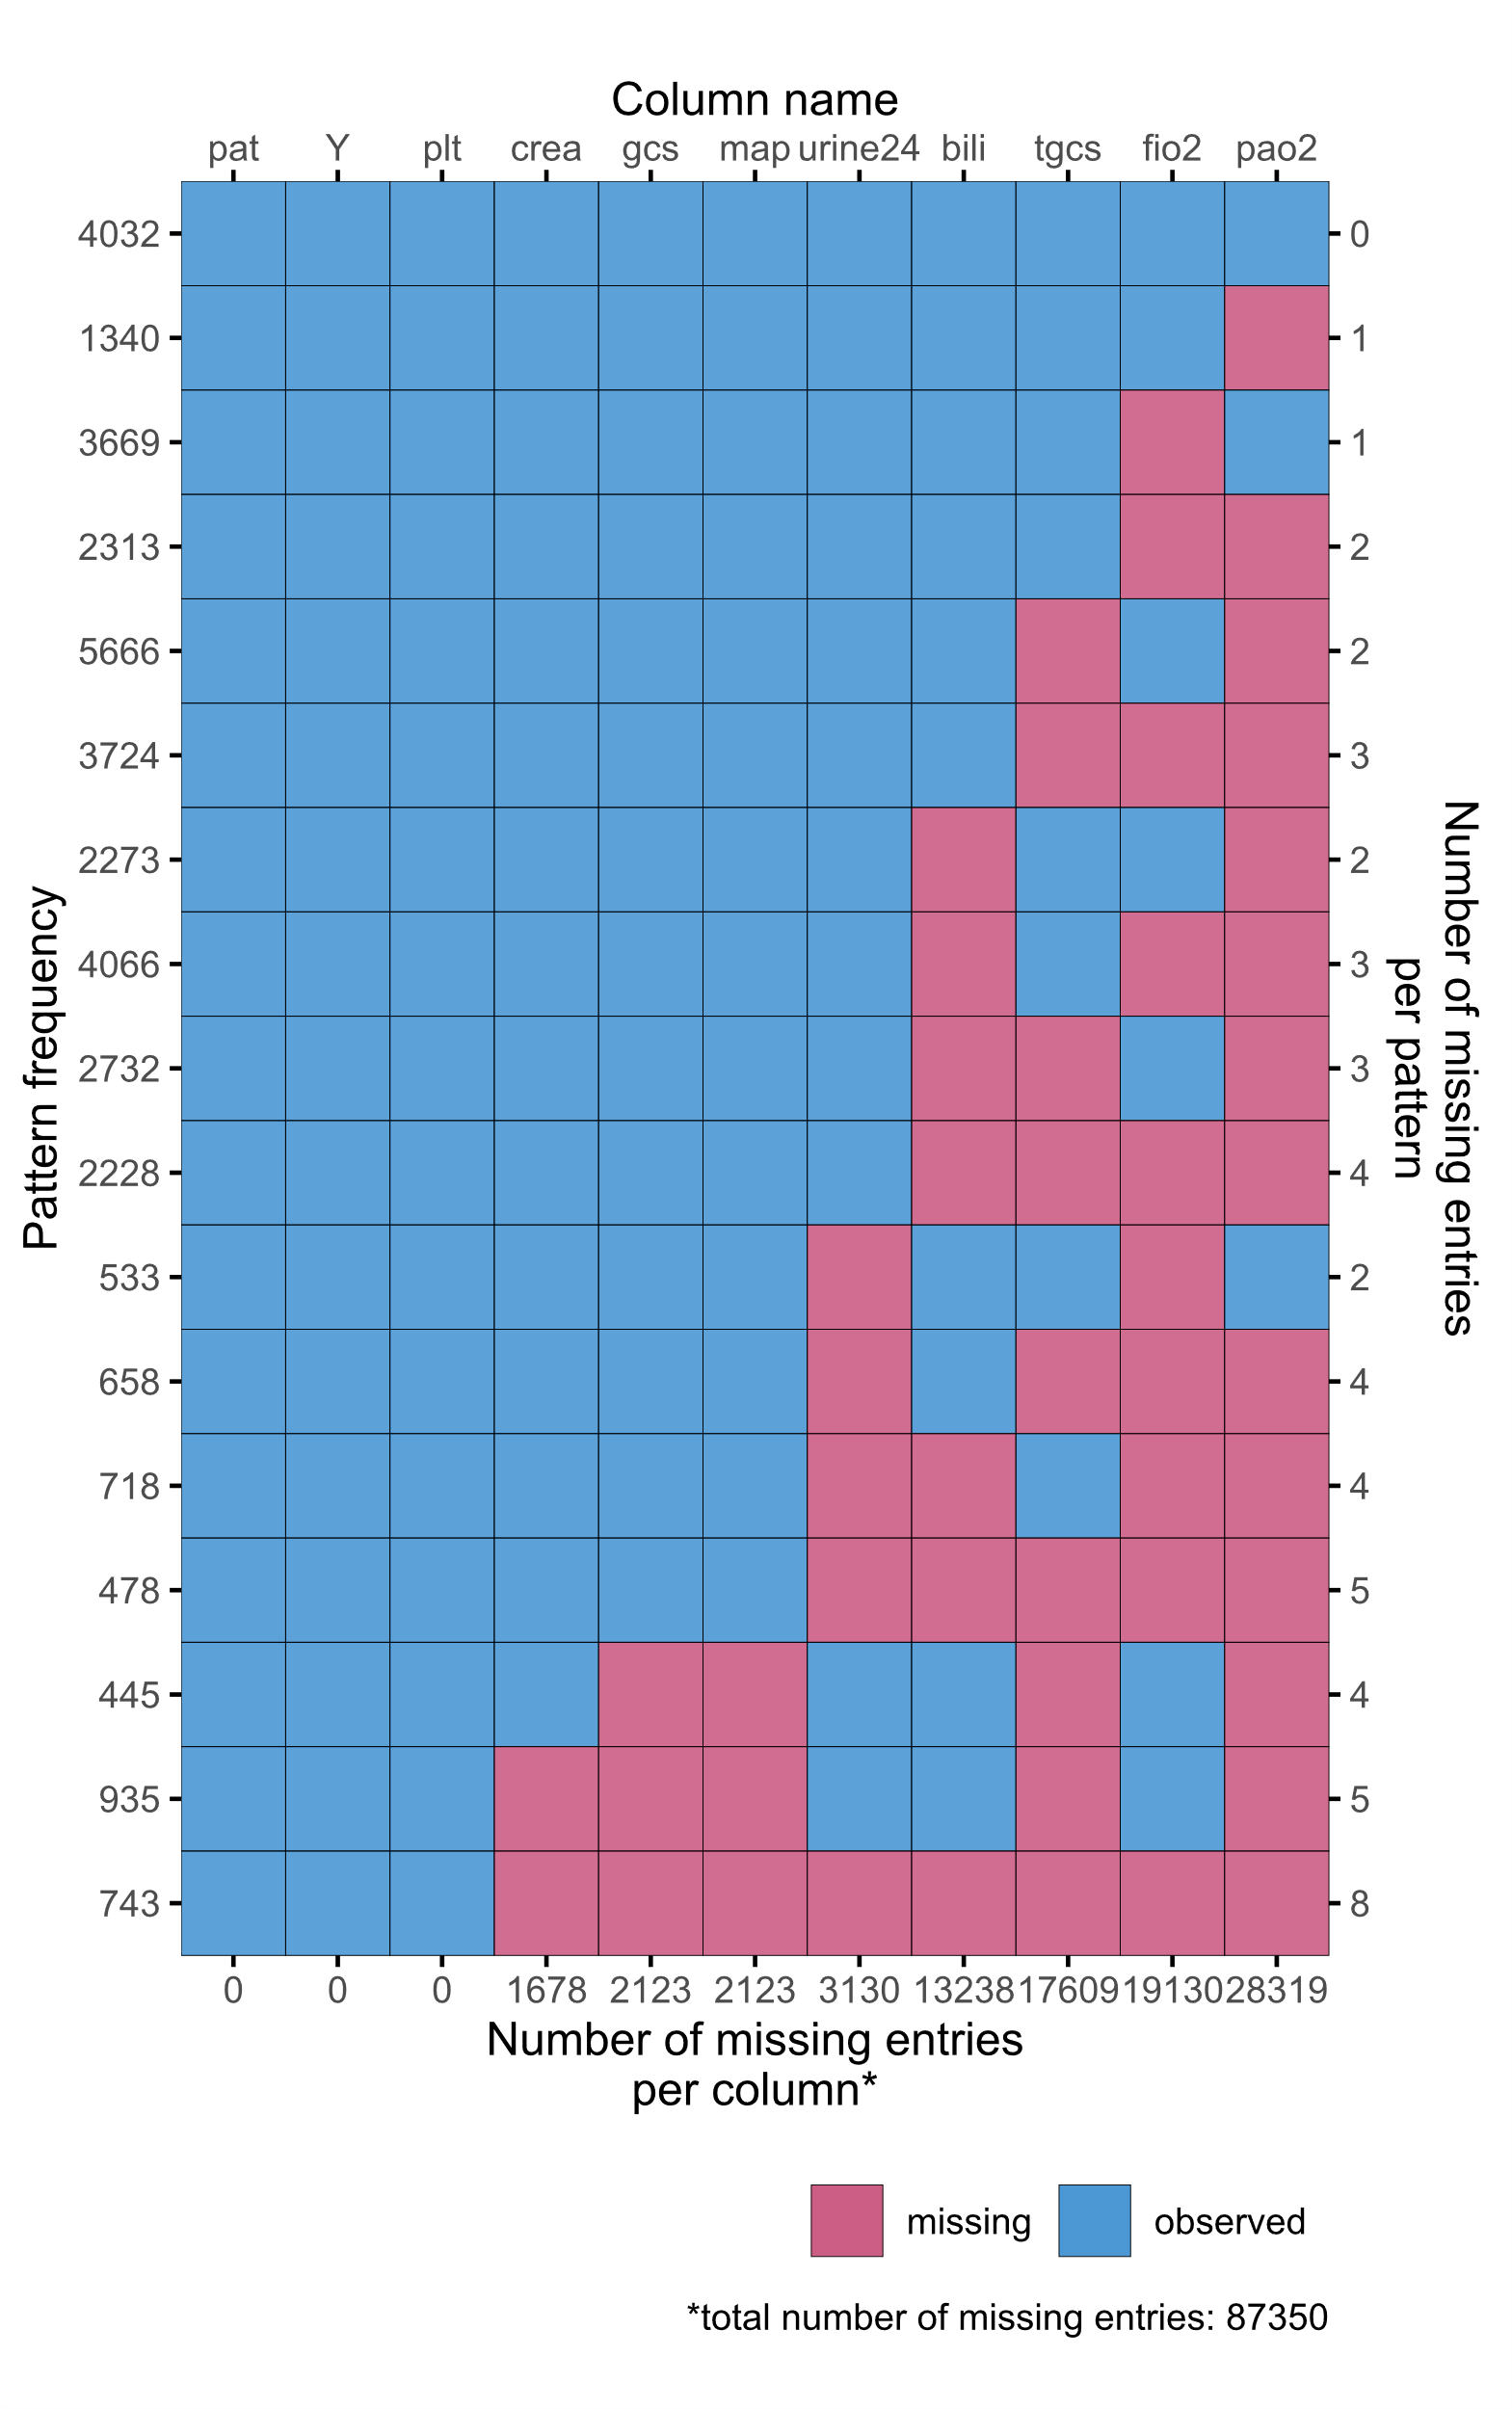 Column name
pat Y plt crea gcs map urine24 bili tgcs fio2 pao2
4032 0
1340 1
3669 1
2313 2
5666 2
3724 3
2273 2
4066 3
2732 3
2228 4
533 2
658 4
718 4
478 5
445 4
935 5
743 8
Pattern frequency
Number of missing entries
per pattern
0 0 0 1678 2123 2123 3130 13238 17609 19130 28319
Number of missing entries
per column*
missing observed
*total number of missing entries: 87350